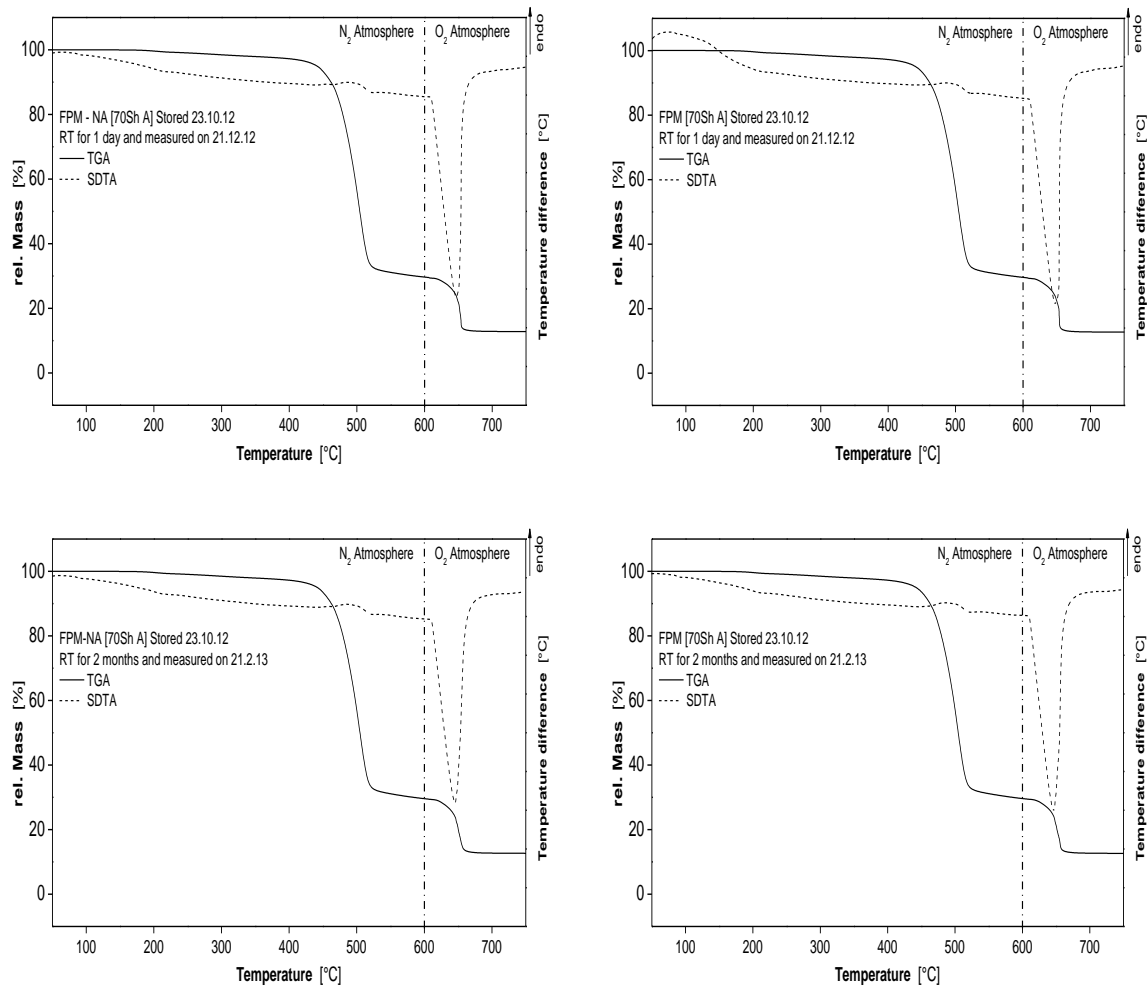 N2 Atmosphere O2 Atmosphere
endo
100
80
60
40
20
0
rel. Mass [%]
FPM - NA [70Sh A] Stored 23.10.12
RT for 1 day and measured on 21.12.12
TGA
SDTA
Temperature difference [°C]
100 200 300 400 500 600 700
Temperature [°C]
N2 Atmosphere O2 Atmosphere
endo
100
80
60
40
20
0
rel. Mass [%]
FPM [70Sh A] Stored 23.10.12
RT for 1 day and measured on 21.12.12
TGA
SDTA
Temperature difference [°C]
100 200 300 400 500 600 700
Temperature [°C]
N2 Atmosphere O2 Atmosphere
endo
100
80
60
40
20
0
rel. Mass [%]
FPM-NA [70Sh A] Stored 23.10.12
RT for 2 months and measured on 21.2.13
TGA
SDTA
Temperature difference [°C]
100 200 300 400 500 600 700
Temperature [°C]
N2 Atmosphere O2 Atmosphere
endo
100
80
60
40
20
0
rel. Mass [%]
FPM [70Sh A] Stored 23.10.12
RT for 2 months and measured on 21.2.13
TGA
SDTA
Temperature difference [°C]
100 200 300 400 500 600 700
Temperature [°C]